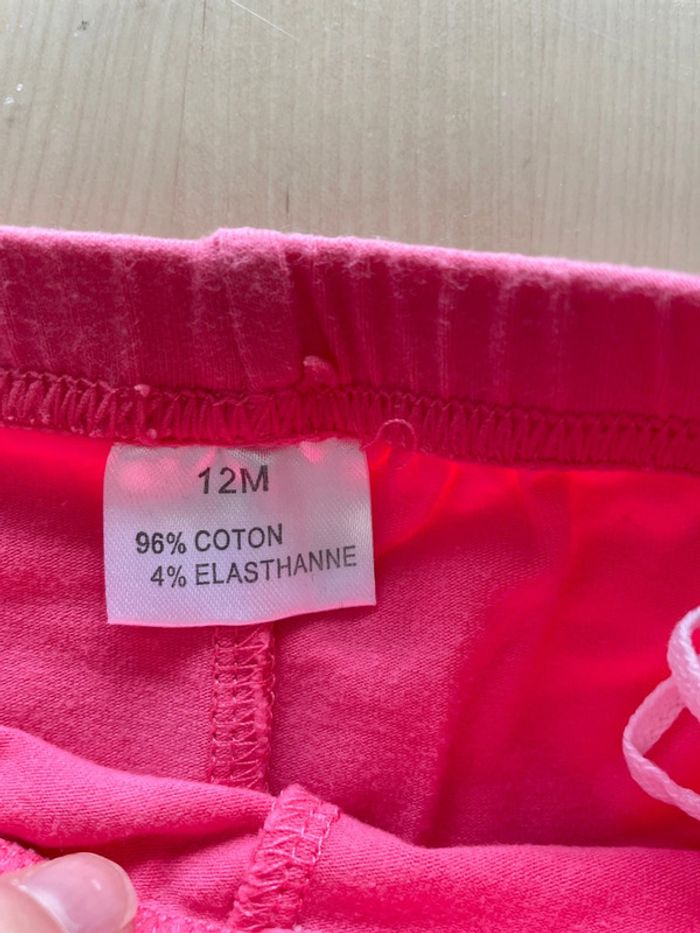 12M
96% COTON
4% ELASTHANNE